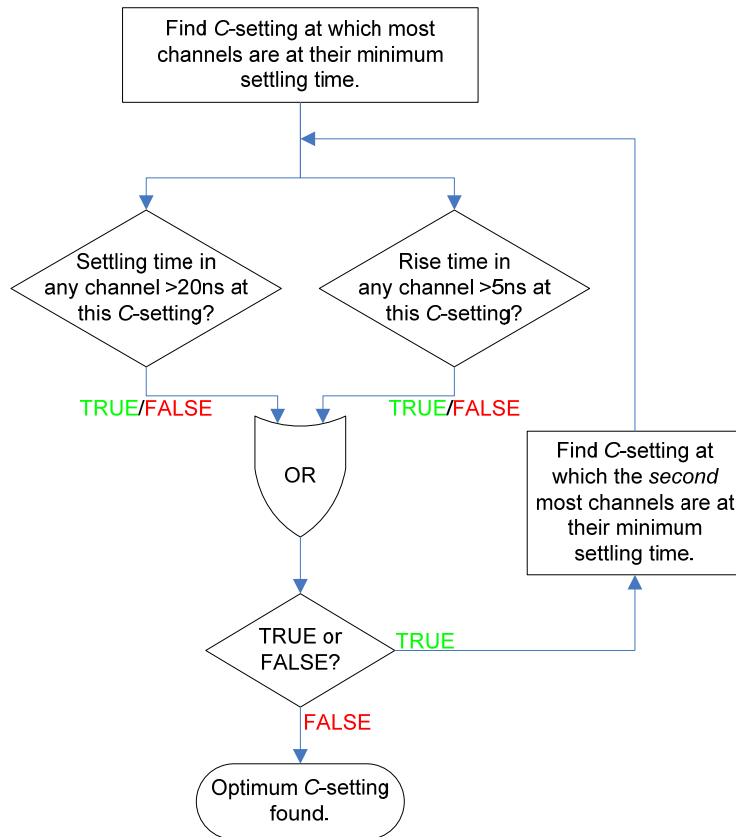 Find C-setting at which most
channels are at their minimum
settling time.
Settling time in
any channel >20ns at
this C-setting?
Rise time in
any channel >5ns at
this C-setting?
TRUE/FALSE
TRUE/FALSE
OR
Find C-setting at
which the second
most channels are at
their minimum
settling time.
TRUE or
FALSE?
TRUE
FALSE
Optimum C-setting
found.